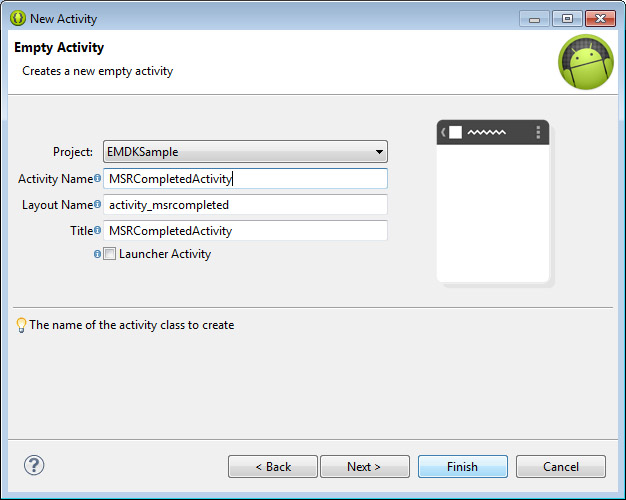 New Activity
Empty Activity
Creates a new empty activity
Project: EMDKSample
Activity Name MSRCompletedActivity
Layout Name activity_msrcompleted
Title MSRCompletedActivity
Launcher Activity
The name of the activity class to create
? < Back Next > Finish Cancel